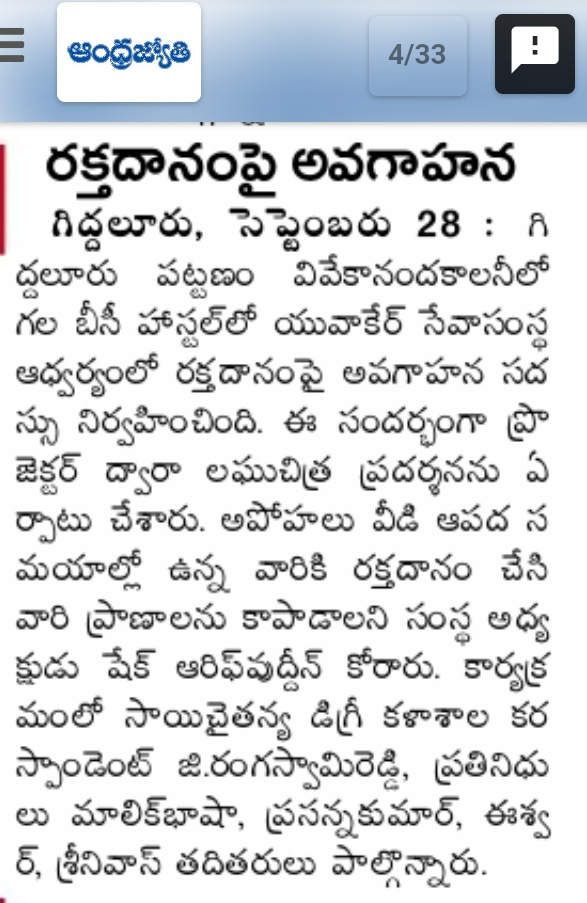 ఆంధ్రజ్యోతి
4/33
రక్తదానంపై అవగాహన
గిద్దలూరు, సెప్టెంబరు 28 : గి
ద్దలూరు పట్టణం వివేకానందకాలనీలో
గల బీసీ హాస్టల్‌లో యువాకేర్ సేవాసంస్థ
ఆధ్వర్యంలో రక్తదానంపై అవగాహన సద
స్సు నిర్వహించింది. ఈ సందర్భంగా ప్రొ
జెక్టర్ ద్వారా లఘుచిత్ర ప్రదర్శనను ఏ
ర్పాటు చేశారు. అపోహలు వీడి ఆపద స
మయాల్లో ఉన్న వారికి రక్తదానం చేసి
వారి ప్రాణాలను కాపాడాలని సంస్థ అధ్య
క్షుడు షేక్ ఆరిఫ్‌వుద్దీన్ కోరారు. కార్యక్ర
మంలో సాయిచైతన్య డిగ్రీ కళాశాల కర
స్పాండెంట్ జి.రంగస్వామిరెడ్డి, ప్రతినిధు
లు మాలిక్‌భాషా, ప్రసన్నకుమార్, ఈశ్వ
ర్, శ్రీనివాస్ తదితరులు పాల్గొన్నారు.